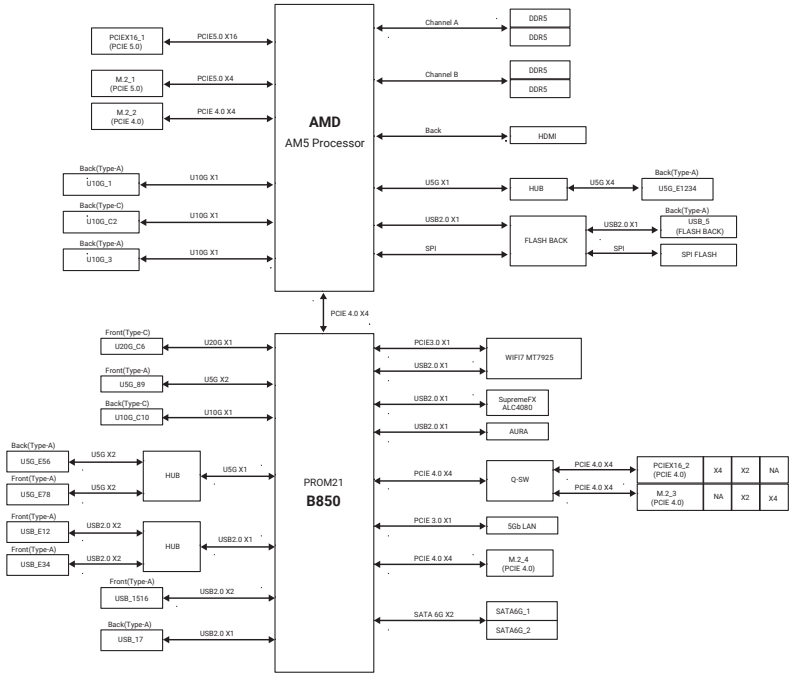 PCIEX16_1
(PCIE 5.0)
PCIE5.0 X16
M.2_1
(PCIE 5.0)
PCIE5.0 X4
M.2_2
(PCIE 4.0)
PCIE 4.0 X4
Back(Type-A)
U10G_1
U10G X1
Back(Type-C)
U10G_C2
U10G X1
Back(Type-A)
U10G_3
U10G X1
AMD
AM5 Processor
Channel A
DDR5
DDR5
Channel B
DDR5
DDR5
Back
HDMI
U5G X1
HUB
U5G X4
Back(Type-A)
U5G_E1234
USB2.0 X1
SPI
FLASH BACK
USB2.0 X1
Back(Type-A)
USB_5
(FLASH BACK)
SPI
SPI FLASH
PCIE 4.0 X4
Front(Type-C)
U20G_C6
U20G X1
Front(Type-A)
U5G_89
U5G X2
Back(Type-C)
U10G_C10
U10G X1
Back(Type-A)
U5G_E56
U5G X2
Front(Type-A)
U5G_E78
U5G X2
HUB
U5G X1
Front(Type-A)
USB_E12
USB2.0 X2
Front(Type-A)
USB_E34
USB2.0 X2
HUB
USB2.0 X1
Front(Type-A)
USB_1516
USB2.0 X2
Back(Type-A)
USB_17
USB2.0 X1
PROM21
B850
PCIE3.0 X1
USB2.0 X1
WIFI7 MT7925
USB2.0 X1
SupremeFX
ALC4080
USB2.0 X1
AURA
PCIE 4.0 X4
Q-SW
PCIE 4.0 X4
PCIEX16_2
(PCIE 4.0)
X4 X2 NA
PCIE 4.0 X4
M.2_3
(PCIE 4.0)
NA X2 X4
PCIE 3.0 X1
5Gb LAN
PCIE 4.0 X4
M.2_4
(PCIE 4.0)
SATA 6G X2
SATA6G_1
SATA6G_2